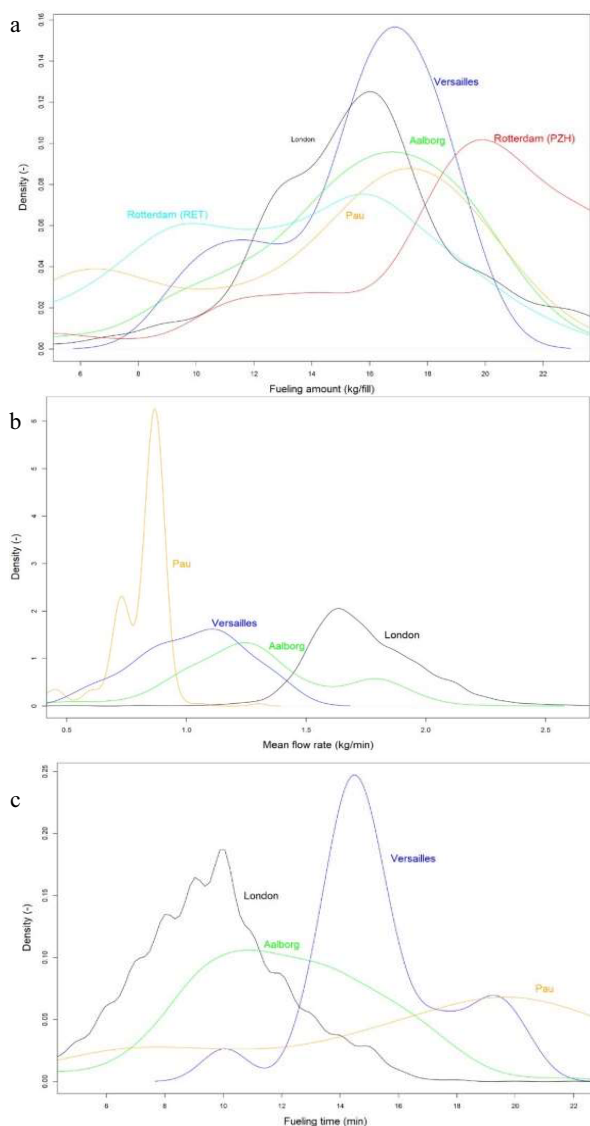 a
0.16
0.14
0.12
0.10
0.08
0.06
0.04
0.02
0.00
Density (-)
Versailles
London
Aalborg
Rotterdam (PZH)
Rotterdam (RET)
Pau
6 8 10 12 14 16 18 20 22
Fueling amount (kg/fill)
b
6
5
4
3
2
1
0
Density (-)
Pau
Versailles
Aalborg
London
0.5 1.0 1.5 2.0 2.5
Mean flow rate (kg/min)
c
0.25
0.20
0.15
0.10
0.05
0.00
Density (-)
Versailles
London
Aalborg
Pau
6 8 10 12 14 16 18 20 22
Fueling time (min)